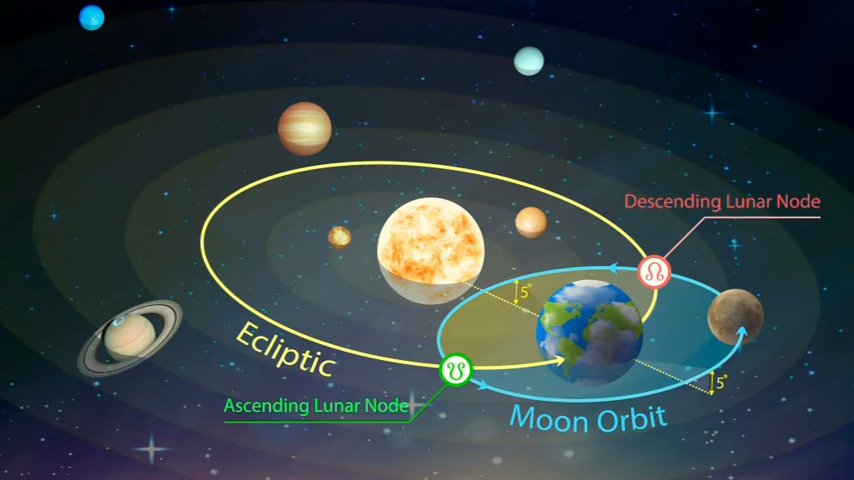 Descending Lunar Node
☊
5°
Ecliptic
☋
5°
Ascending Lunar Node
Moon Orbit